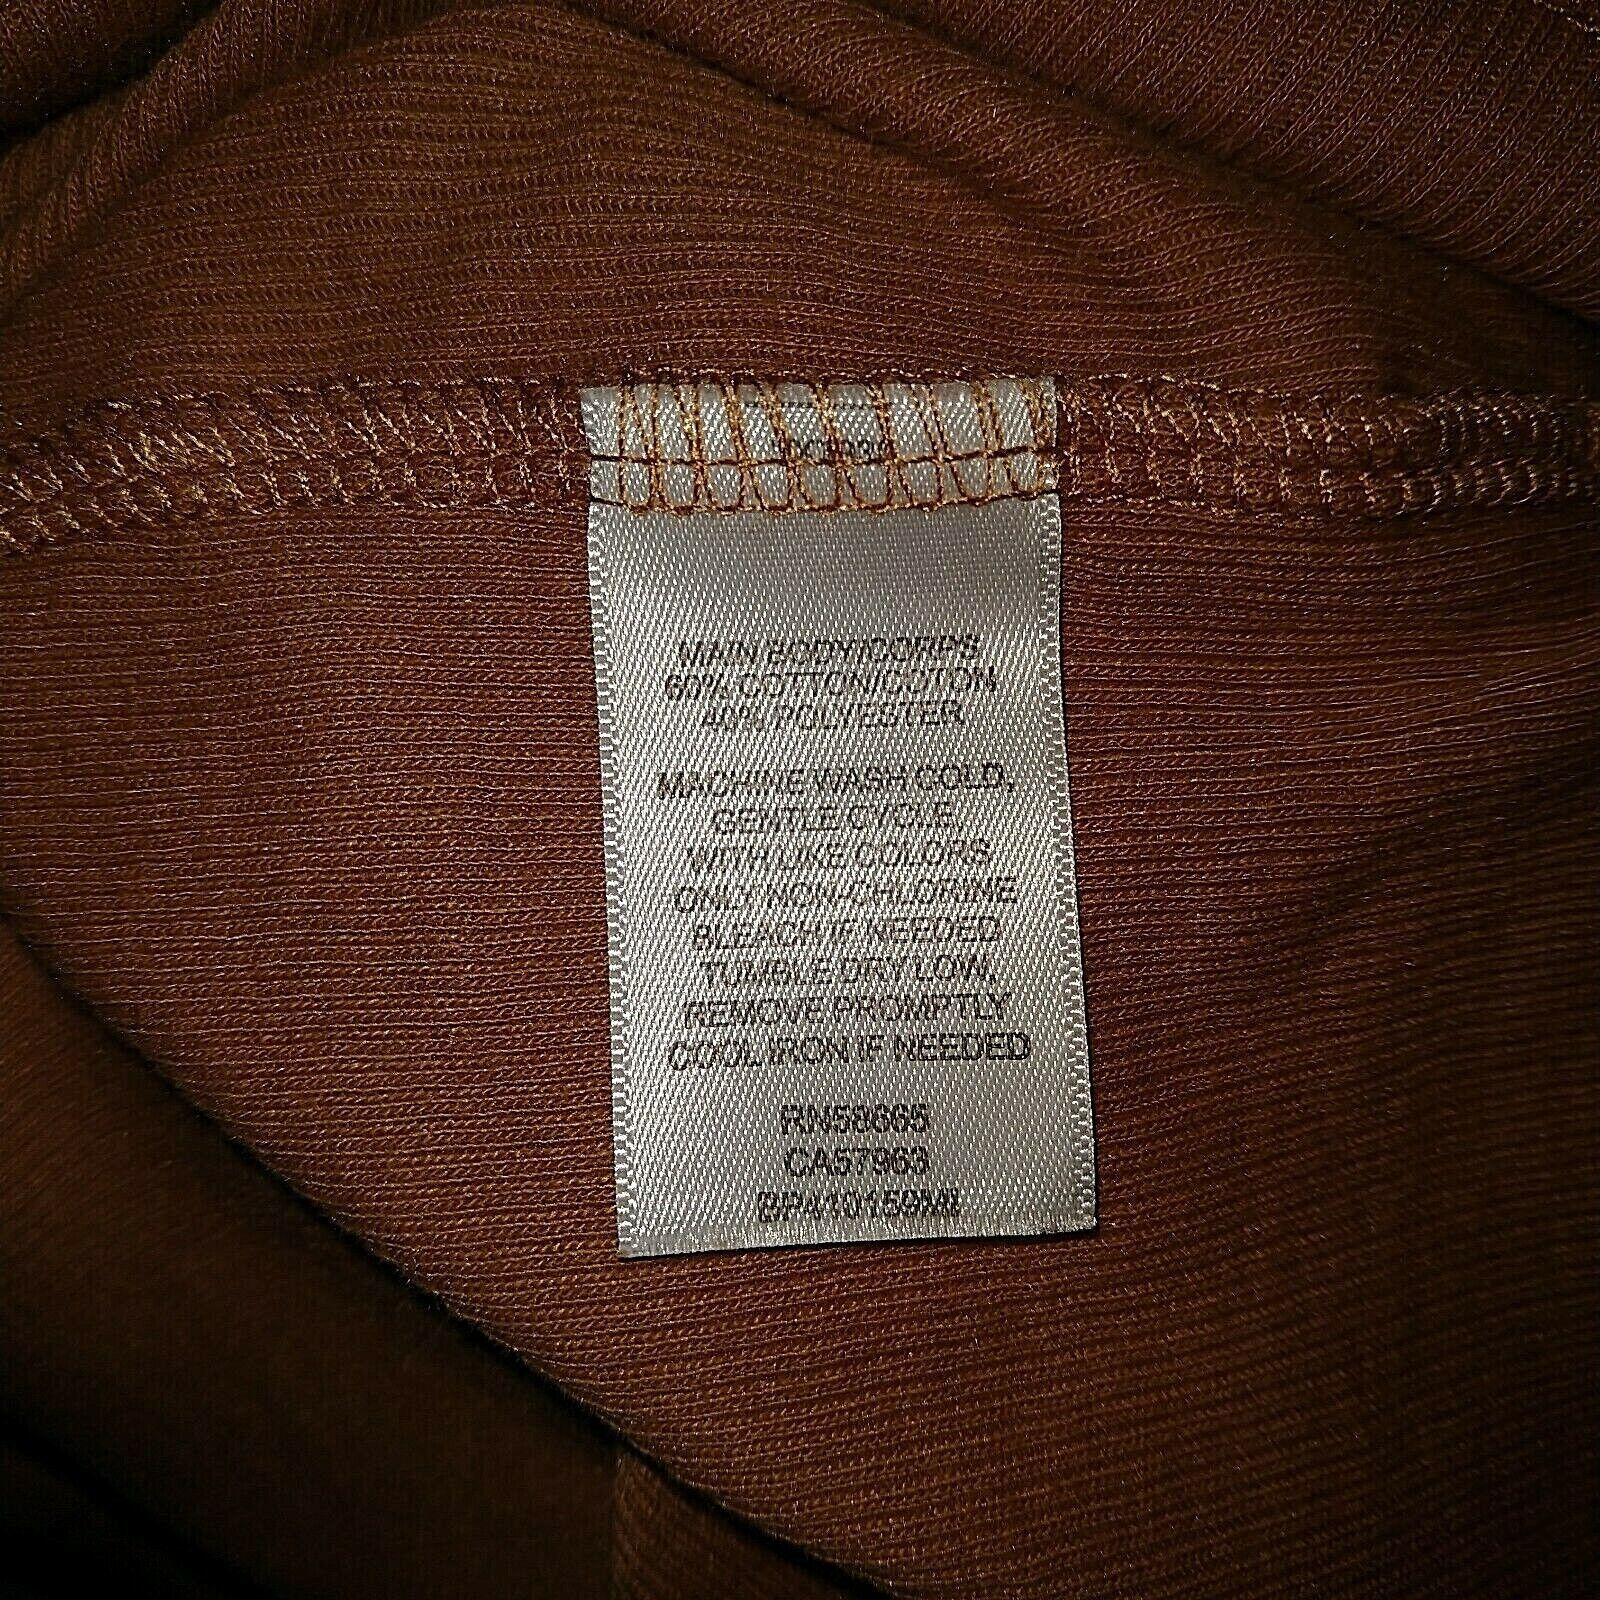 MAIN BODY/CORPS
60% COTTON/COTON
40% POLYESTER
MACHINE WASH COLD,
GENTLE CYCLE
WITH LIKE COLORS
ONLY NON-CHLORINE
BLEACH IF NEEDED
TUMBLE DRY LOW,
REMOVE PROMPTLY
COOL IRON IF NEEDED
RN58665
CA57963
BP410159MI